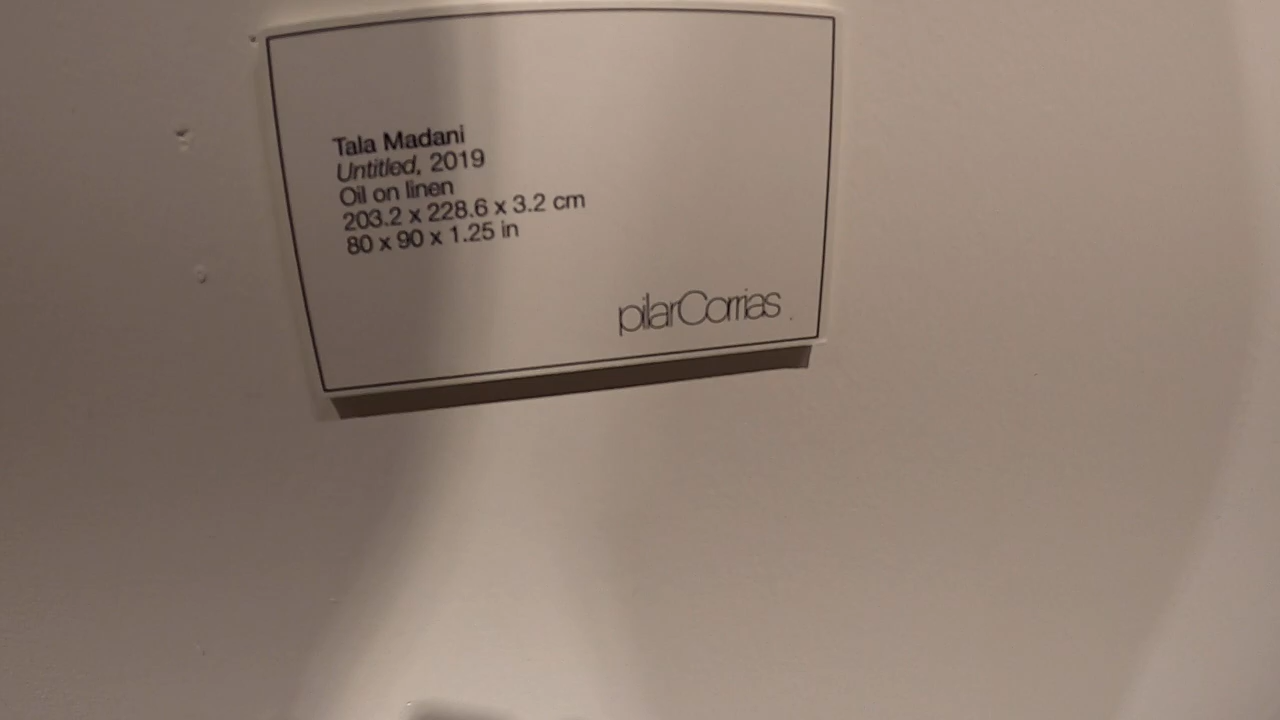 Tala Madani
Untitled, 2019
Oil on linen
203.2 x 228.6 x 3.2 cm
80 x 90 x 1.25 in
pilarCorrias